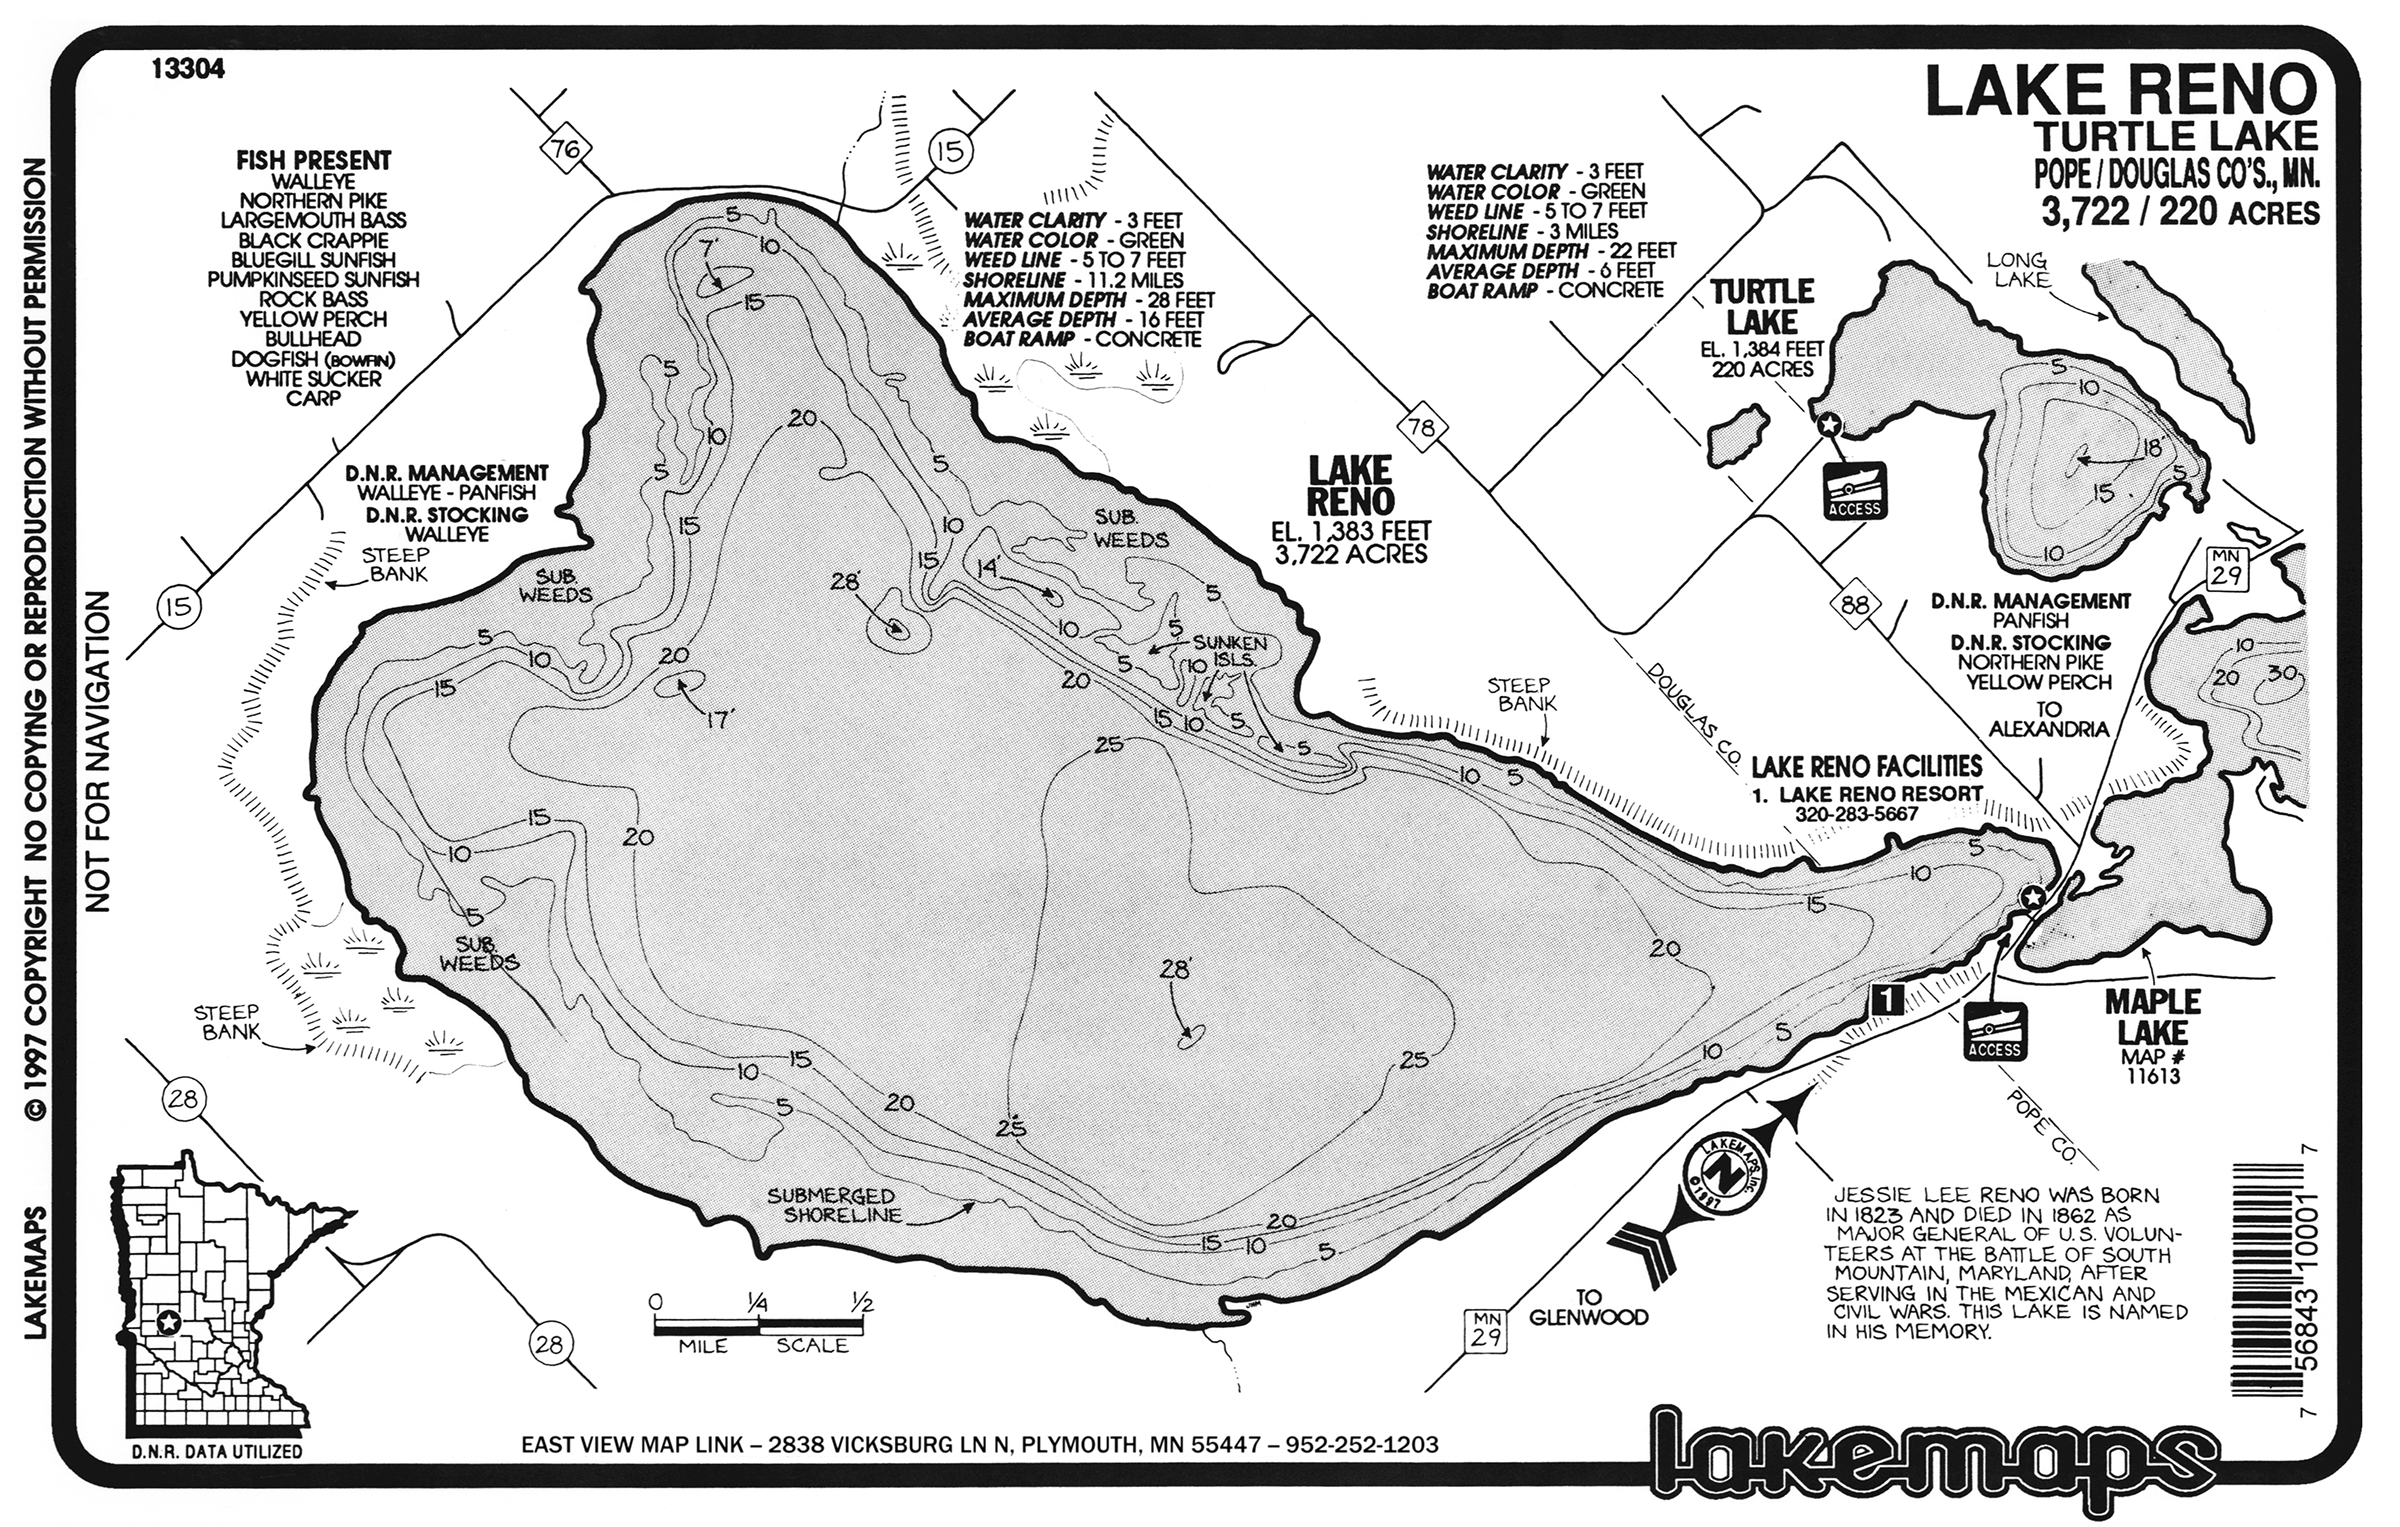 13304
LAKE RENO
TURTLE LAKE
POPE / DOUGLAS CO'S., MN.
3,722 / 220 ACRES
FISH PRESENT
WALLEYE
NORTHERN PIKE
LARGEMOUTH BASS
BLACK CRAPPIE
BLUEGILL SUNFISH
PUMPKINSEED SUNFISH
ROCK BASS
YELLOW PERCH
BULLHEAD
DOGFISH (BOWFIN)
WHITE SUCKER
CARP
D.N.R. MANAGEMENT
WALLEYE - PANFISH
D.N.R. STOCKING
WALLEYE
76
15
WATER CLARITY - 3 FEET
WATER COLOR - GREEN
WEED LINE - 5 TO 7 FEET
SHORELINE - 11.2 MILES
MAXIMUM DEPTH - 28 FEET
AVERAGE DEPTH - 16 FEET
BOAT RAMP - CONCRETE
WATER CLARITY - 3 FEET
WATER COLOR - GREEN
WEED LINE - 5 TO 7 FEET
SHORELINE - 3 MILES
MAXIMUM DEPTH - 22 FEET
AVERAGE DEPTH - 6 FEET
BOAT RAMP - CONCRETE
TURTLE
LAKE
EL. 1,384 FEET
220 ACRES
LONG
LAKE
5
10
18'
5
15
10
ACCESS
78
LAKE
RENO
EL. 1,383 FEET
3,722 ACRES
88
MN
29
D.N.R. MANAGEMENT
PANFISH
D.N.R. STOCKING
NORTHERN PIKE
YELLOW PERCH
TO
ALEXANDRIA
10
20
30
DOUGLAS CO.
STEEP
BANK
LAKE RENO FACILITIES
1. LAKE RENO RESORT
320-283-5667
STEEP
BANK
15
5
7'
10
15
5
10
5
20
5
15
10
15
SUB.
WEEDS
SUB.
WEEDS
28'
14'
5
10
5
SUNKEN
ISLS.
5
10
20
15
10
5
5
5
10
15
20
17'
25
10
5
15
20
10
5
SUB.
WEEDS
5
10
15
20
28'
25
25
10
5
1
ACCESS
MAPLE
LAKE
MAP #
11613
STEEP
BANK
15
10
5
20
SUBMERGED
SHORELINE
20
15
10
5
28
28
POPE CO.
LAKEMAPS, Inc.
N
©1997
JESSIE LEE RENO WAS BORN
IN 1823 AND DIED IN 1862 AS
MAJOR GENERAL OF U.S. VOLUN-
TEERS AT THE BATTLE OF SOUTH
MOUNTAIN, MARYLAND, AFTER
SERVING IN THE MEXICAN AND
CIVIL WARS. THIS LAKE IS NAMED
IN HIS MEMORY.
TO
GLENWOOD
MN
29
0 1/4 1/2
MILE SCALE
D.N.R. DATA UTILIZED
EAST VIEW MAP LINK – 2838 VICKSBURG LN N, PLYMOUTH, MN 55447 – 952-252-1203
lakemaps
7 56843 10001 7
NOT FOR NAVIGATION
LAKEMAPS © 1997 COPYRIGHT NO COPYING OR REPRODUCTION WITHOUT PERMISSION